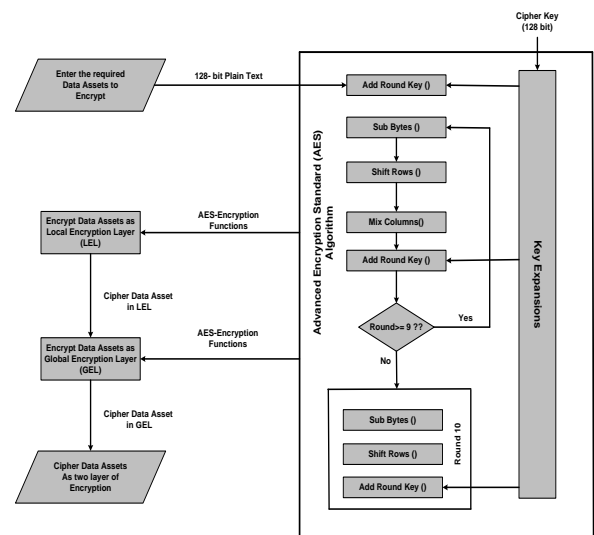 Cipher Key
(128 bit)
Enter the required
Data Assets to
Encrypt
128- bit Plain Text
Add Round Key ()
Sub Bytes ()
Shift Rows ()
Mix Columns()
Add Round Key ()
Round>= 9 ??
Yes
No
Sub Bytes ()
Shift Rows ()
Add Round Key ()
Round 10
Key Expansions
Advanced Encryption Standard (AES)
Algorithm
AES-Encryption
Functions
Encrypt Data Assets as
Local Encryption Layer
(LEL)
Cipher Data Asset
in LEL
AES-Encryption
Functions
Encrypt Data Assets as
Global Encryption Layer
(GEL)
Cipher Data Asset
in GEL
Cipher Data Assets
As two layer of
Encryption